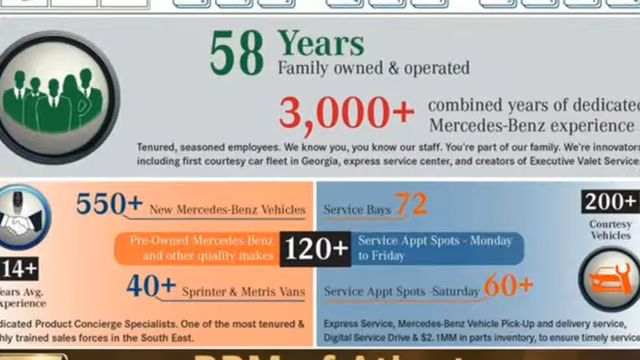 58 Years
Family owned & operated
3,000+ combined years of dedicated
Mercedes-Benz experience
Tenured, seasoned employees. We know you, you know our staff. You're part of our family. We're innovators
including first courtesy car fleet in Georgia, express service center, and creators of Executive Valet Service
550+ New Mercedes-Benz Vehicles
Pre-Owned Mercedes-Benz
and other quality makes
120+
40+ Sprinter & Metris Vans
14+
Years Avg.
Experience
dicated Product Concierge Specialists. One of the most tenured &
hly trained sales forces in the South East.
Service Bays 72
Service Appt Spots - Monday
to Friday
Service Appt Spots -Saturday 60+
200+
Courtesy
Vehicles
Express Service, Mercedes-Benz Vehicle Pick-Up and delivery service,
Digital Service Drive & $2.1MM in parts inventory, to ensure timely service